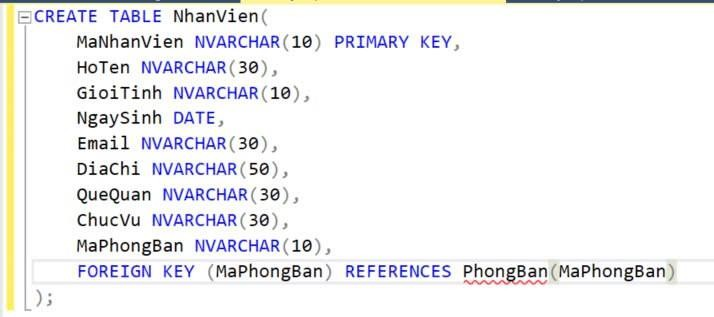 CREATE TABLE NhanVien(
MaNhanVien NVARCHAR(10) PRIMARY KEY,
HoTen NVARCHAR(30),
GioiTinh NVARCHAR(10),
NgaySinh DATE,
Email NVARCHAR(30),
DiaChi NVARCHAR(50),
QueQuan NVARCHAR(30),
ChucVu NVARCHAR(30),
MaPhongBan NVARCHAR(10),
FOREIGN KEY (MaPhongBan) REFERENCES PhongBan(MaPhongBan)
);